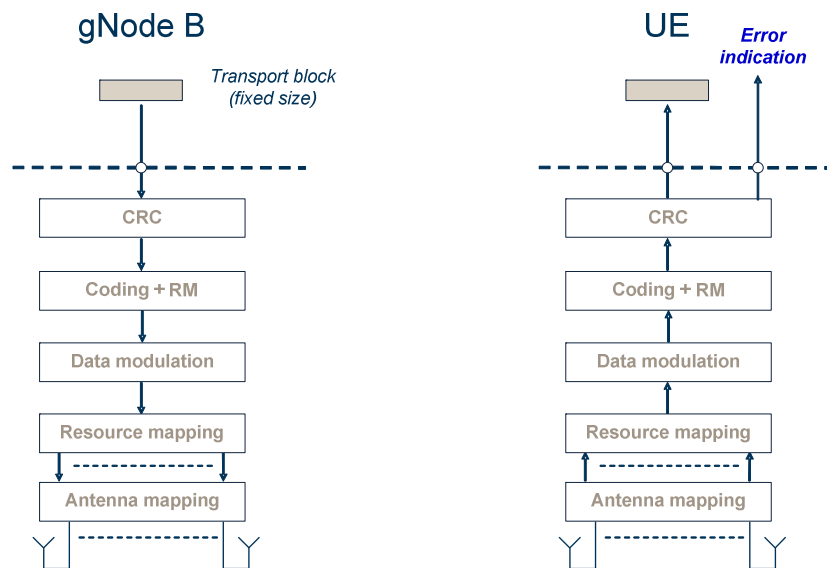 gNode B
Transport block
(fixed size)
CRC
Coding + RM
Data modulation
Resource mapping
Antenna mapping
UE
Error
indication
CRC
Coding + RM
Data modulation
Resource mapping
Antenna mapping